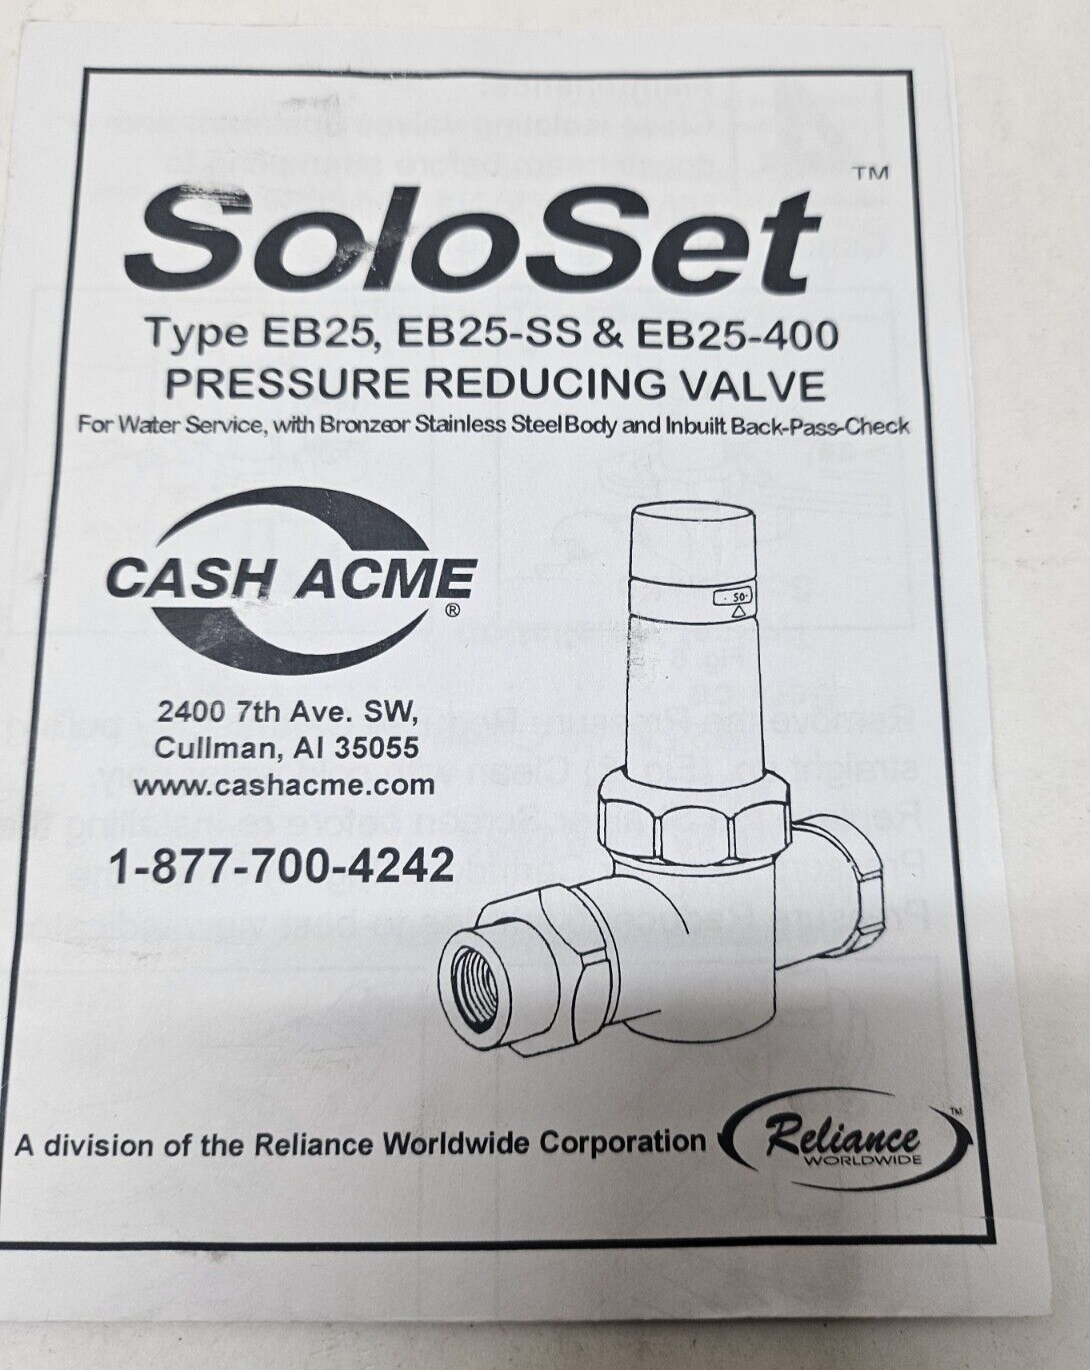 SoloSet™
Type EB25, EB25-SS & EB25-400
PRESSURE REDUCING VALVE
For Water Service, with Bronzeor Stainless Steel Body and Inbuilt Back-Pass-Check
CASH ACME®
2400 7th Ave. SW,
Cullman, Al 35055
www.cashacme.com
1-877-700-4242
· 50·
A division of the Reliance Worldwide Corporation
Reliance™
WORLDWIDE